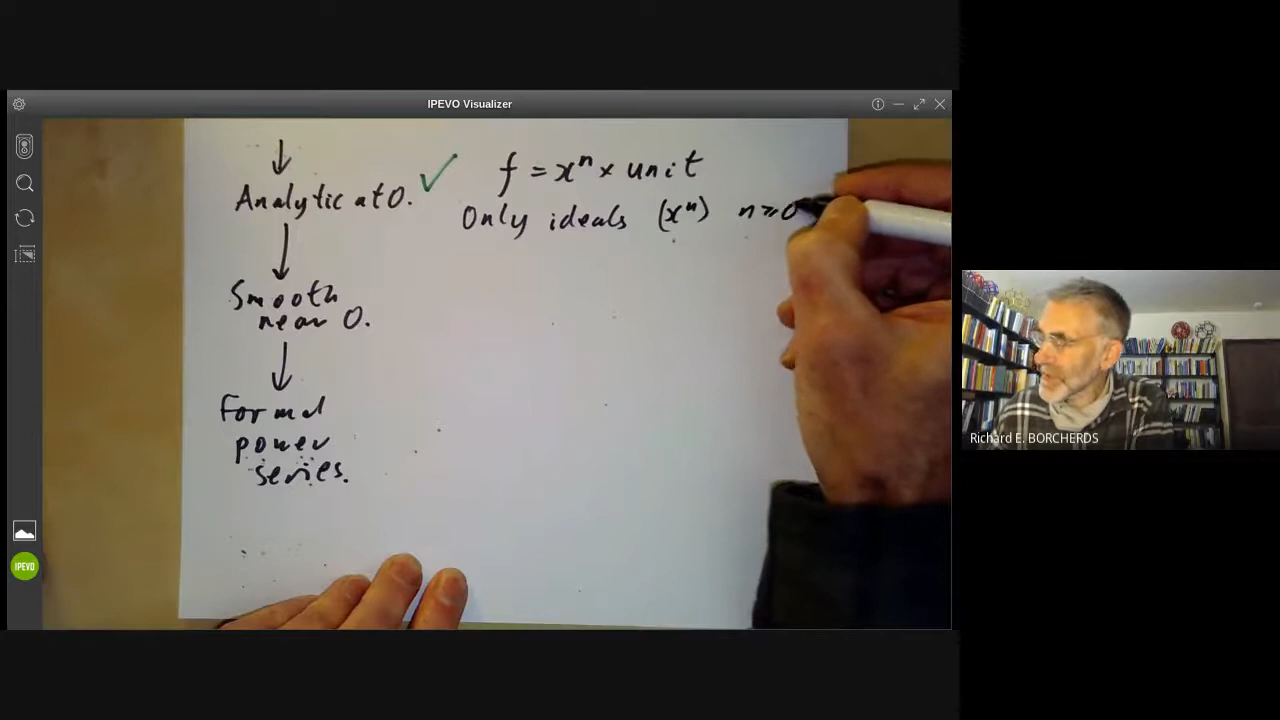 IPEVO Visualizer
↓
Analytic at 0. ✓ f = xⁿ × unit
Only ideals (xⁿ) n ≥ 0
↓
Smooth
near 0.
↓
Formal
power
series.
IPEVO
Richard E. BORCHERDS